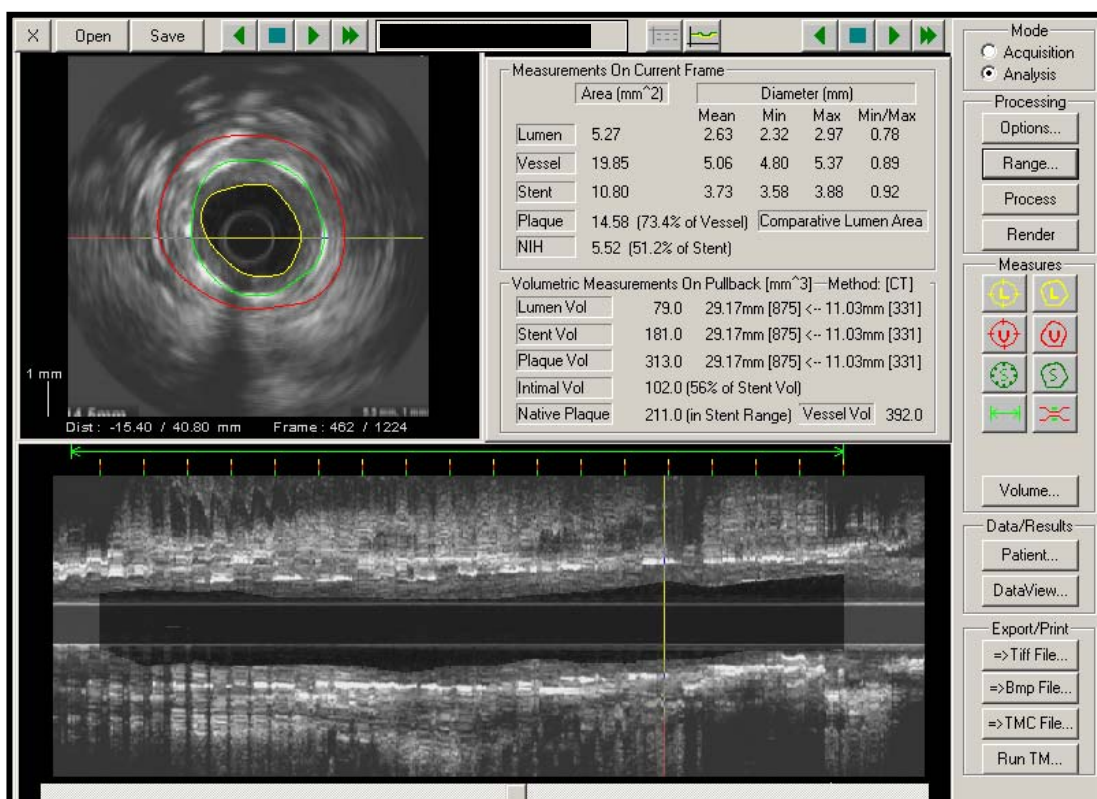 X Open Save
Measurements On Current Frame
Area (mm^2) Diameter (mm)
Mean Min Max Min/Max
Lumen 5.27 2.63 2.32 2.97 0.78
Vessel 19.85 5.06 4.80 5.37 0.89
Stent 10.80 3.73 3.58 3.88 0.92
Plaque 14.58 (73.4% of Vessel) Comparative Lumen Area
NIH 5.52 (51.2% of Stent)
Volumetric Measurements On Pullback [mm^3] Method: [CT]
Lumen Vol 79.0 29.17mm [875] <-- 11.03mm [331]
Stent Vol 181.0 29.17mm [875] <-- 11.03mm [331]
Plaque Vol 313.0 29.17mm [875] <-- 11.03mm [331]
Intimal Vol 102.0 (56% of Stent Vol)
Native Plaque 211.0 (in Stent Range) Vessel Vol 392.0
1 mm
Dist : -15.40 / 40.80 mm Frame : 462 / 1224
Mode
Acquisition
Analysis
Processing
Options...
Range...
Process
Render
Measures
L L
V V
S S
Volume...
Data/Results
Patient...
DataView...
Export/Print
=>Tiff File...
=>Bmp File...
=>TMC File...
Run TM...